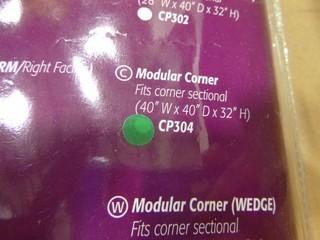 (28" W x 40" D x 32" H)
CP302
RM/Right Faci
Ⓒ Modular Corner
Fits corner sectional
(40" W x 40" D x 32" H)
CP304
Ⓦ Modular Corner (WEDGE)
Fits corner sectional